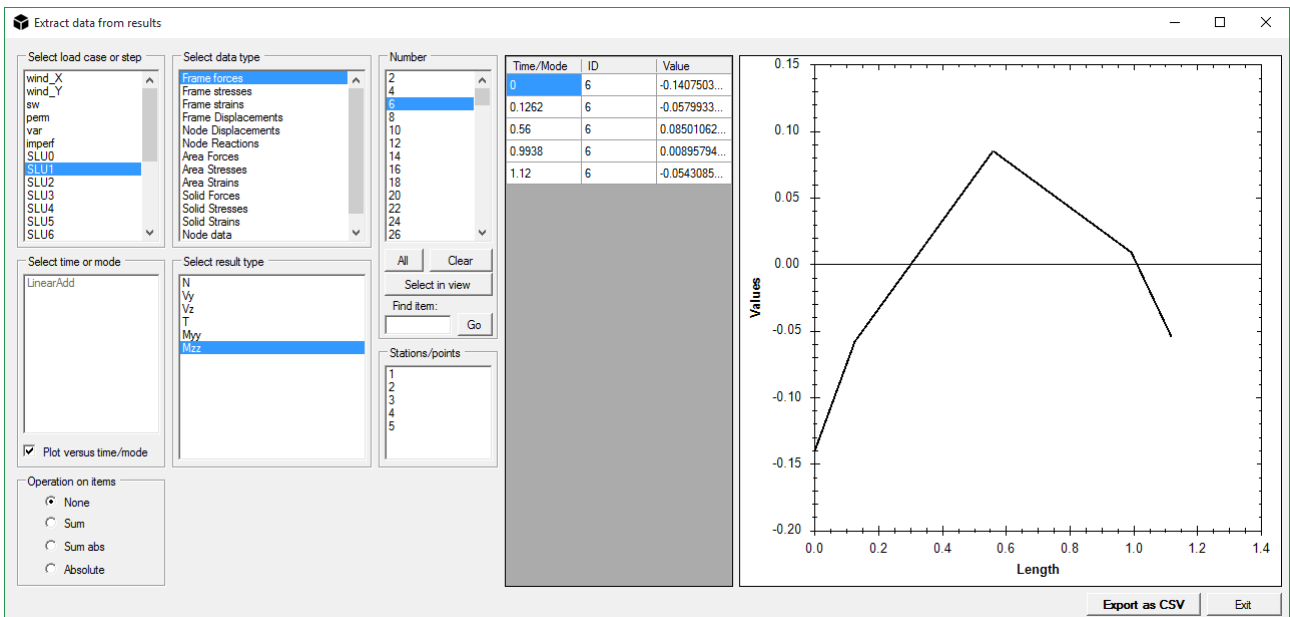 Extract data from results
Select load case or step
wind_X
wind_Y
sw
perm
var
imperf
SLU0
SLU1
SLU2
SLU3
SLU4
SLU5
SLU6
Select data type
Frame forces
Frame stresses
Frame strains
Frame Displacements
Node Displacements
Node Reactions
Area Forces
Area Stresses
Area Strains
Solid Forces
Solid Stresses
Solid Strains
Node data
Number
2
4
6
8
10
12
14
16
18
20
22
24
26
All Clear
Select in view
Find item:
Go
Select time or mode
LinearAdd
Plot versus time/mode
Select result type
N
Vy
Vz
T
Myy
Mzz
Stations/points
1
2
3
4
5
Operation on items
None
Sum
Sum abs
Absolute
Time/Mode ID Value
0 6 -0.1407503...
0.1262 6 -0.0579933...
0.56 6 0.08501062...
0.9938 6 0.00895794...
1.12 6 -0.0543085...
0.15
0.10
0.05
0.00
-0.05
-0.10
-0.15
-0.20
Values
0.0 0.2 0.4 0.6 0.8 1.0 1.2 1.4
Length
Export as CSV Exit